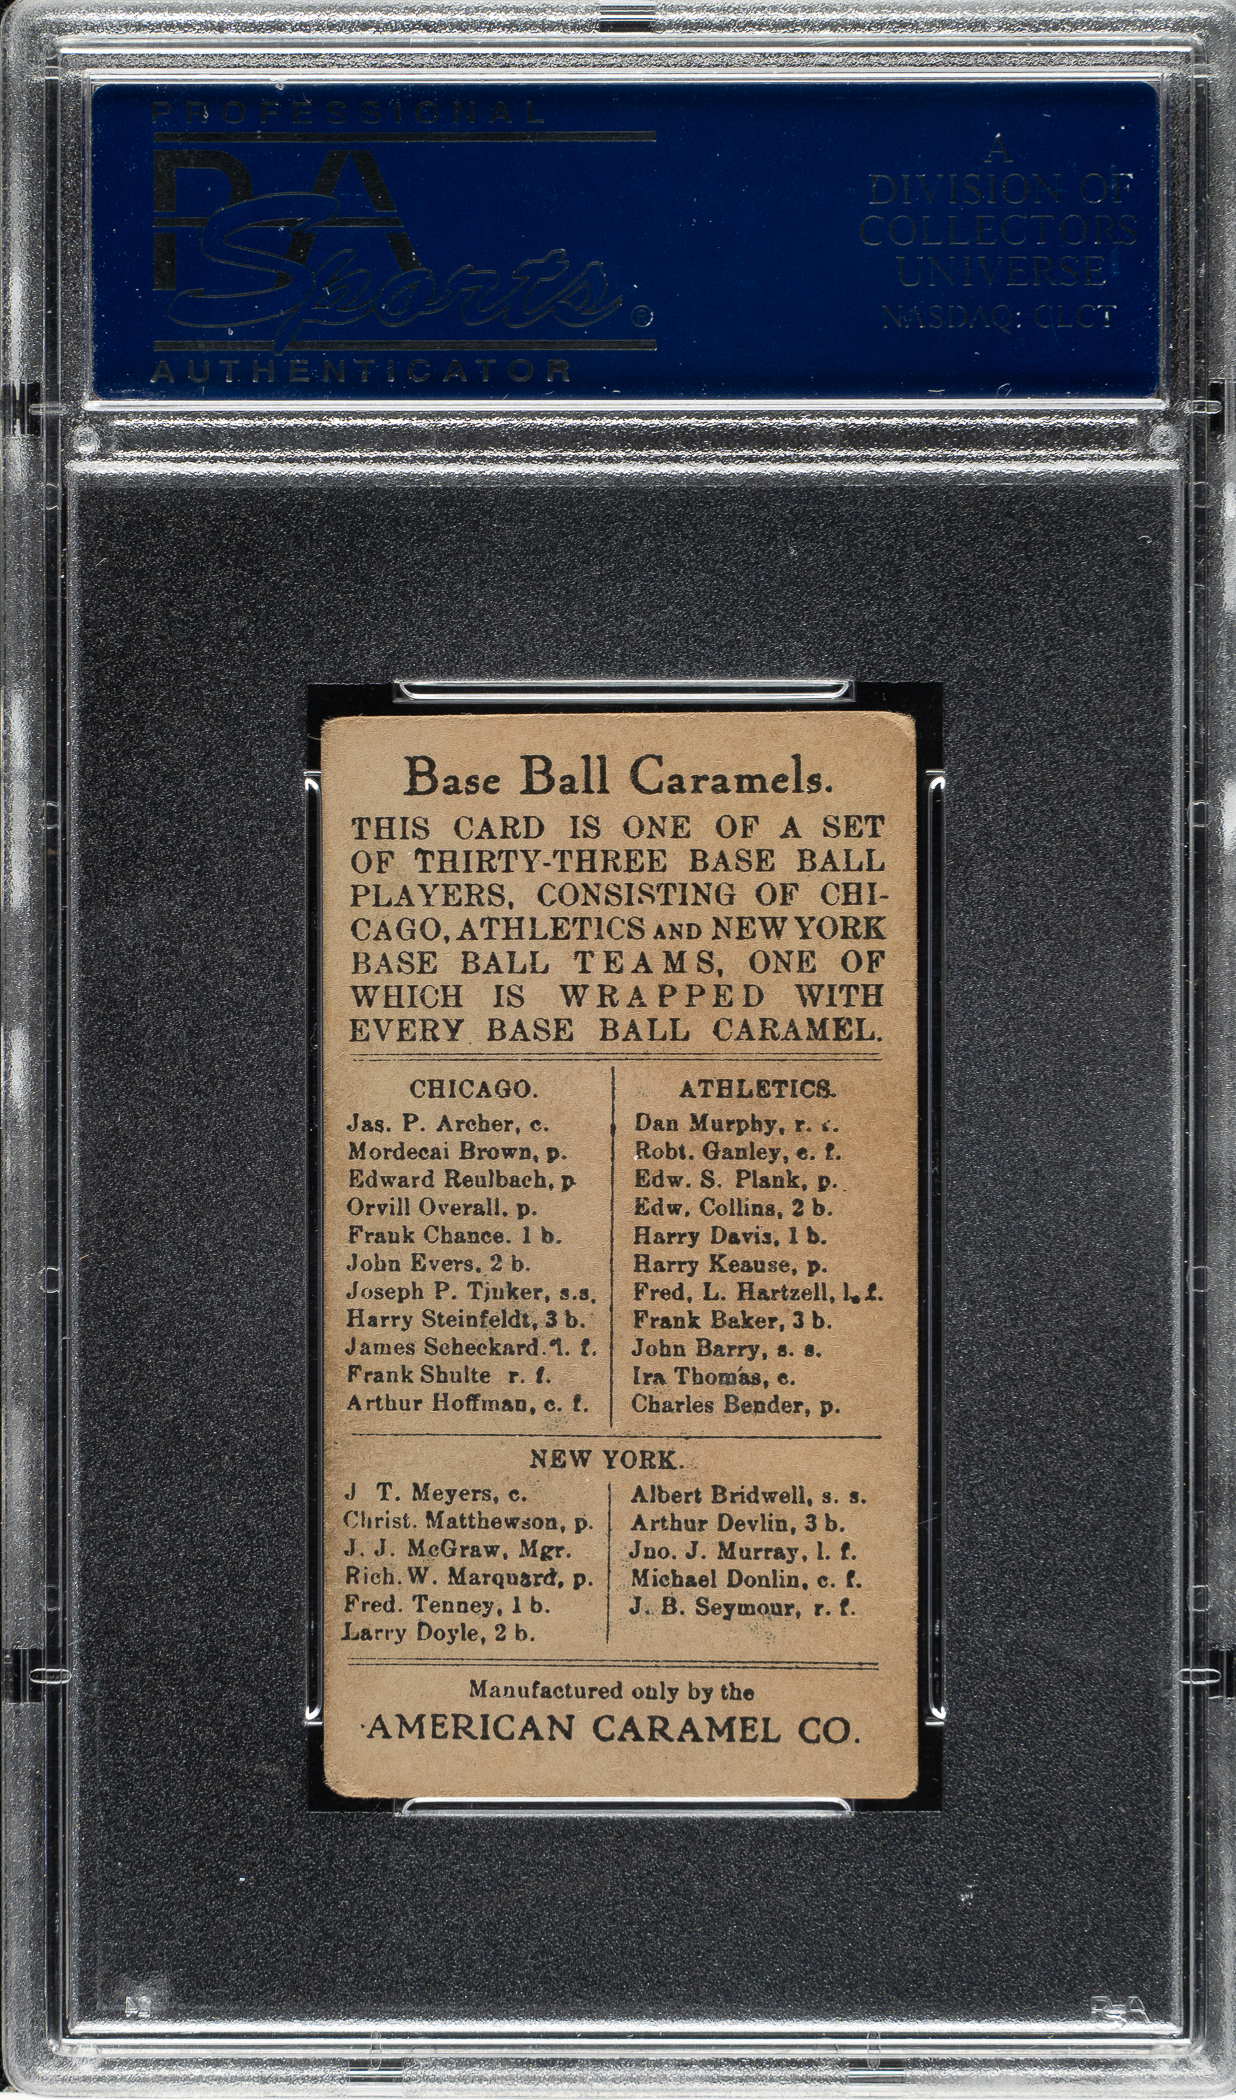 PROFESSIONAL
PSA
Sports®
AUTHENTICATOR
A
DIVISION OF
COLLECTORS
UNIVERSE
NASDAQ: CLCT
Base Ball Caramels.
THIS CARD IS ONE OF A SET
OF THIRTY-THREE BASE BALL
PLAYERS, CONSISTING OF CHI-
CAGO, ATHLETICS AND NEW YORK
BASE BALL TEAMS, ONE OF
WHICH IS WRAPPED WITH
EVERY BASE BALL CARAMEL.
CHICAGO.
Jas. P. Archer, c.
Mordecai Brown, p.
Edward Reulbach, p
Orvill Overall, p.
Frank Chance. 1 b.
John Evers, 2 b.
Joseph P. Tinker, s.s.
Harry Steinfeldt, 3 b.
James Scheckard. l. f.
Frank Shulte r. f.
Arthur Hoffman, c. f.
ATHLETICS.
Dan Murphy, r.
Robt. Ganley, c. f.
Edw. S. Plank, p.
Edw. Collins, 2 b.
Harry Davis, 1 b.
Harry Keause, p.
Fred. L. Hartzell, l. f.
Frank Baker, 3 b.
John Barry, s. s.
Ira Thomas, c.
Charles Bender, p.
NEW YORK.
J T. Meyers, c.
Christ. Matthewson, p.
J. J. McGraw, Mgr.
Rich. W. Marquard, p.
Fred. Tenney, 1 b.
Larry Doyle, 2 b.
Albert Bridwell, s. s.
Arthur Devlin, 3 b.
Jno. J. Murray, l. f.
Michael Donlin, c. f.
J. B. Seymour, r. f.
Manufactured only by the
AMERICAN CARAMEL CO.
PSA